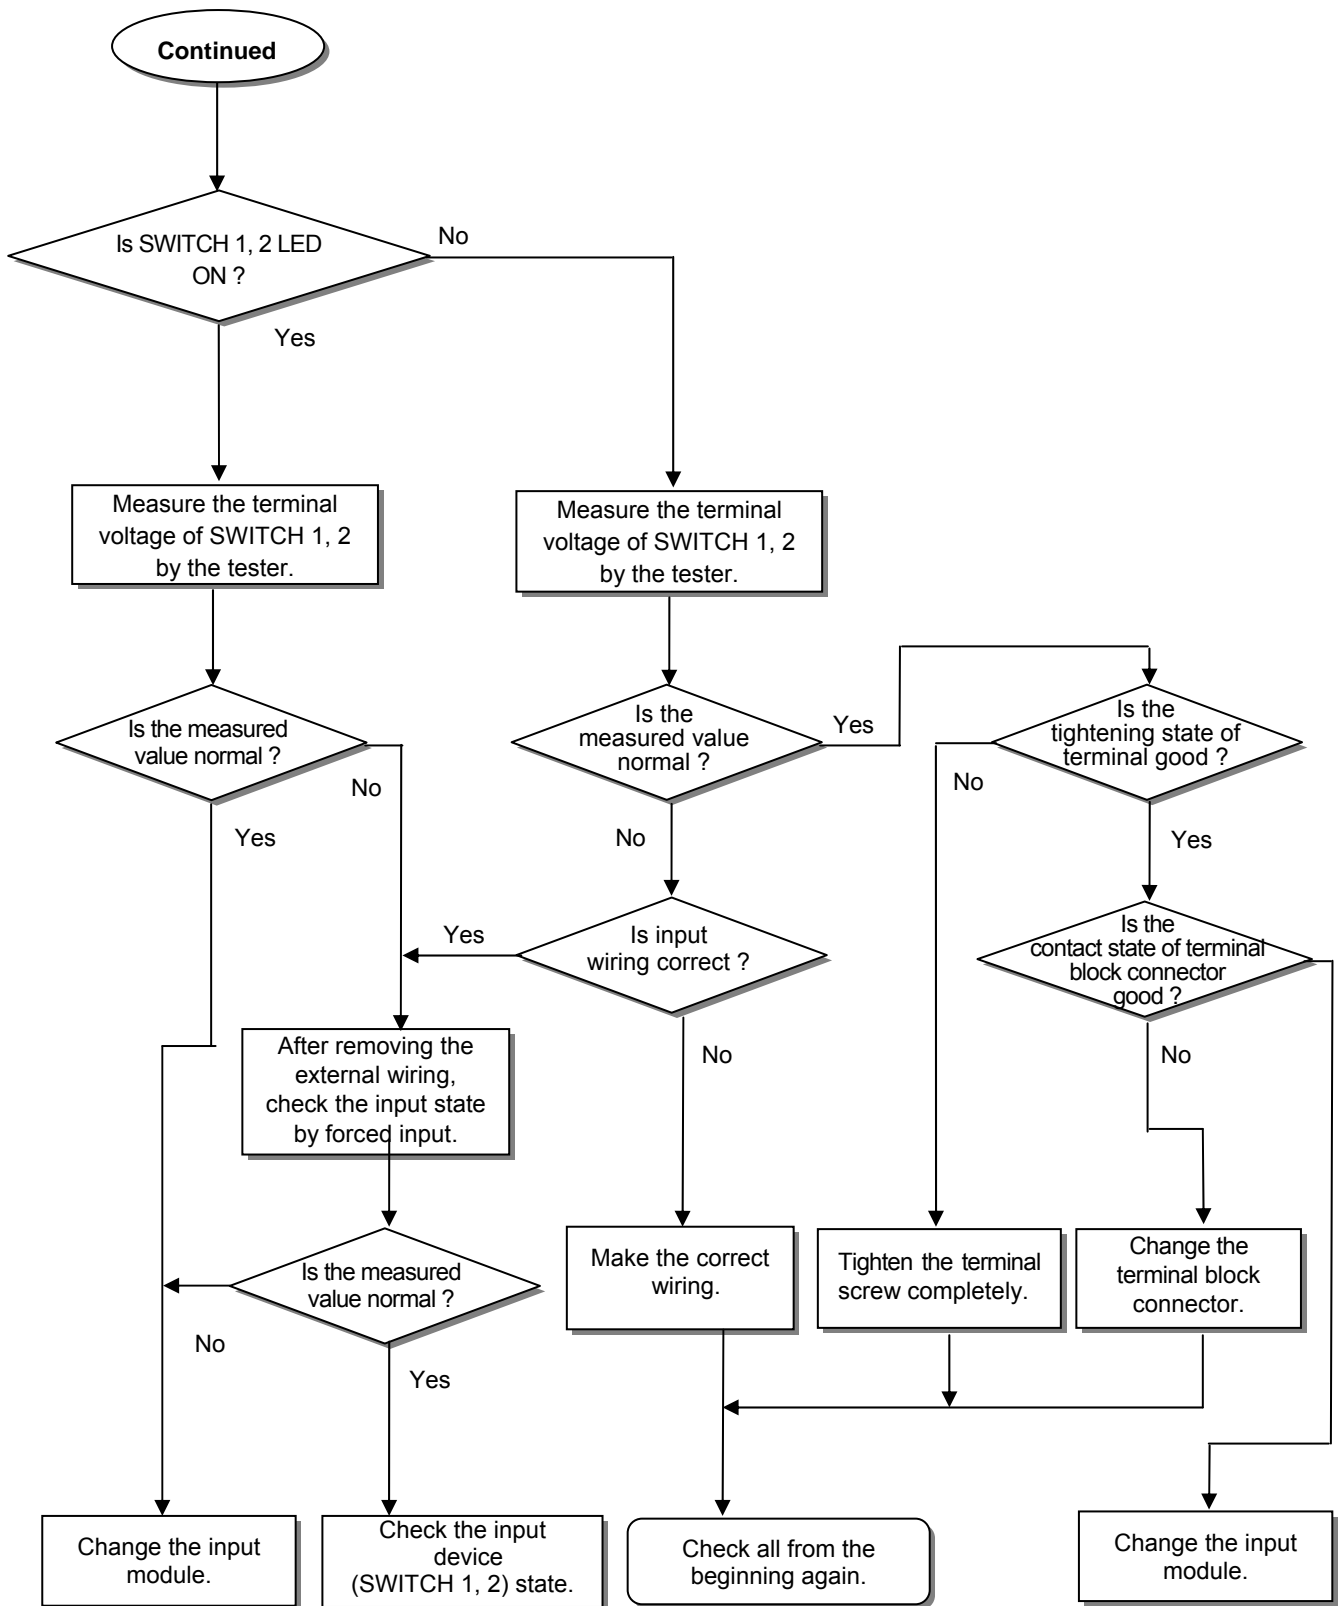 Continued
Is SWITCH 1, 2 LED
ON ?
No
Yes
Measure the terminal
voltage of SWITCH 1, 2
by the tester.
Measure the terminal
voltage of SWITCH 1, 2
by the tester.
Is the measured
value normal ?
No
Yes
Is the
measured value
normal ?
Yes
No
Is the
tightening state of
terminal good ?
No
Yes
Yes
Is input
wiring correct ?
No
Is the
contact state of terminal
block connector
good ?
No
After removing the
external wiring,
check the input state
by forced input.
Is the measured
value normal ?
No
Yes
Make the correct
wiring.
Tighten the terminal
screw completely.
Change the
terminal block
connector.
Change the input
module.
Check the input
device
(SWITCH 1, 2) state.
Check all from the
beginning again.
Change the input
module.